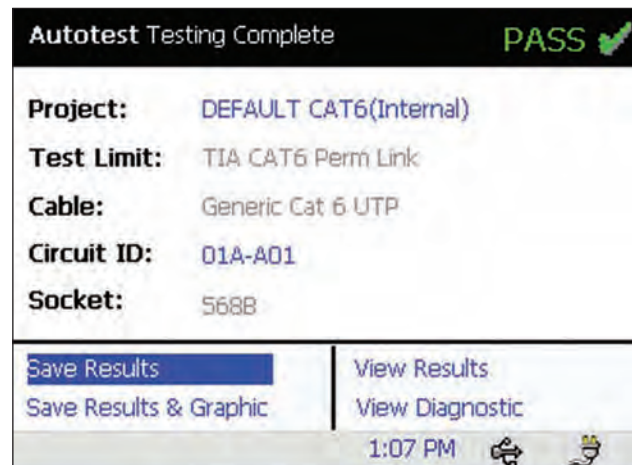 Autotest Testing Complete PASS
Project: DEFAULT CAT6(Internal)
Test Limit: TIA CAT6 Perm Link
Cable: Generic Cat 6 UTP
Circuit ID: 01A-A01
Socket: 568B
Save Results View Results
Save Results & Graphic View Diagnostic
1:07 PM